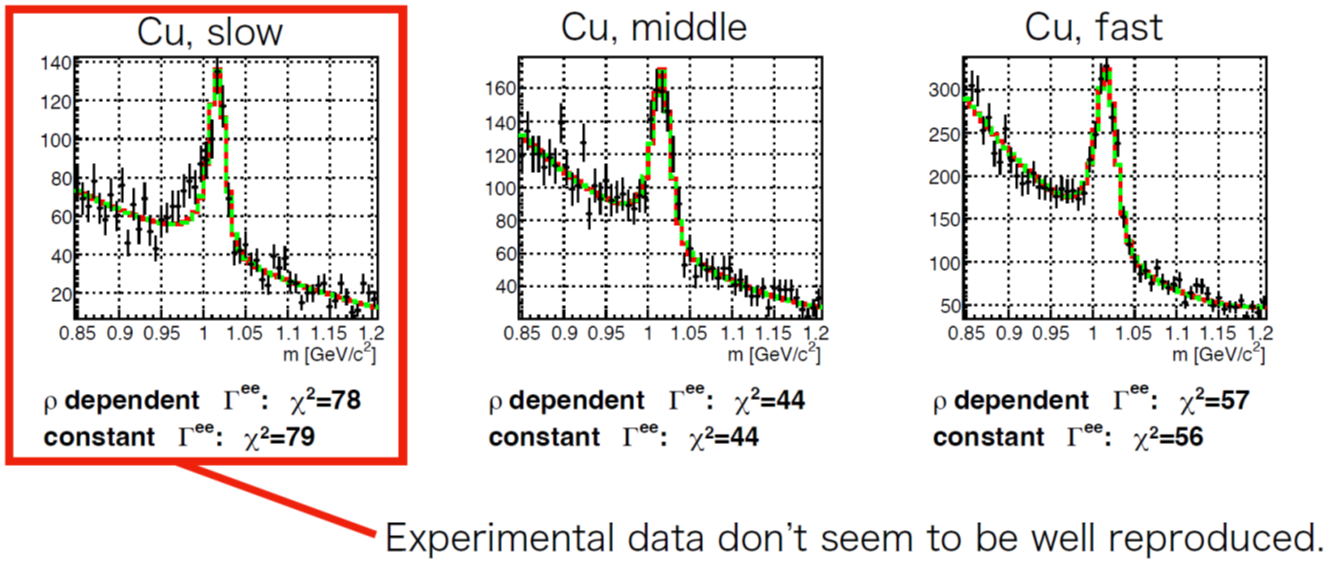 Cu, slow
140
120
100
80
60
40
20
0.85 0.9 0.95 1 1.05 1.1 1.15 1.2
m [GeV/c²]
ρ dependent Γᵉᵉ: χ²=78
constant Γᵉᵉ: χ²=79
Cu, middle
160
140
120
100
80
60
40
0.85 0.9 0.95 1 1.05 1.1 1.15 1.2
m [GeV/c²]
ρ dependent Γᵉᵉ: χ²=44
constant Γᵉᵉ: χ²=44
Cu, fast
300
250
200
150
100
50
0.85 0.9 0.95 1 1.05 1.1 1.15 1.2
m [GeV/c²]
ρ dependent Γᵉᵉ: χ²=57
constant Γᵉᵉ: χ²=56
Experimental data don't seem to be well reproduced.